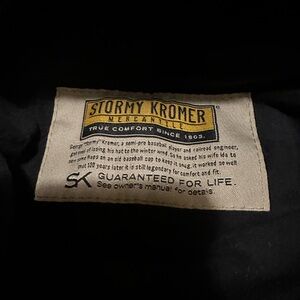 STORMY KROMER®
MERCANTILE
TRUE COMFORT SINCE 1903.
George "Stormy" Kromer, a semi-pro baseball player and railroad engineer,
got tired of losing his hat to the winter wind. So he asked his wife Ida to
sew some flaps on an old baseball cap to keep it snug. It worked so well
that 100 years later it is still legendary for comfort and fit.
SK GUARANTEED FOR LIFE.
See owner's manual for details.